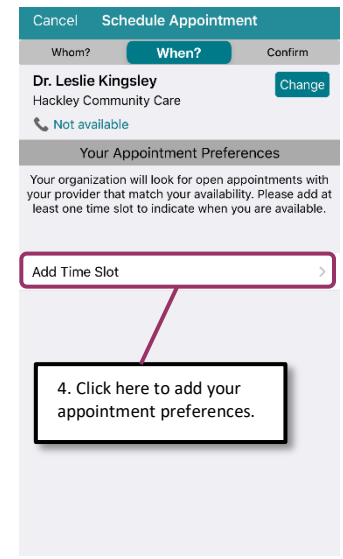 Cancel Schedule Appointment
Whom? When? Confirm
Dr. Leslie Kingsley
Change
Hackley Community Care
Not available
Your Appointment Preferences
Your organization will look for open appointments with
your provider that match your availability. Please add at
least one time slot to indicate when you are available.
Add Time Slot
4. Click here to add your
appointment preferences.